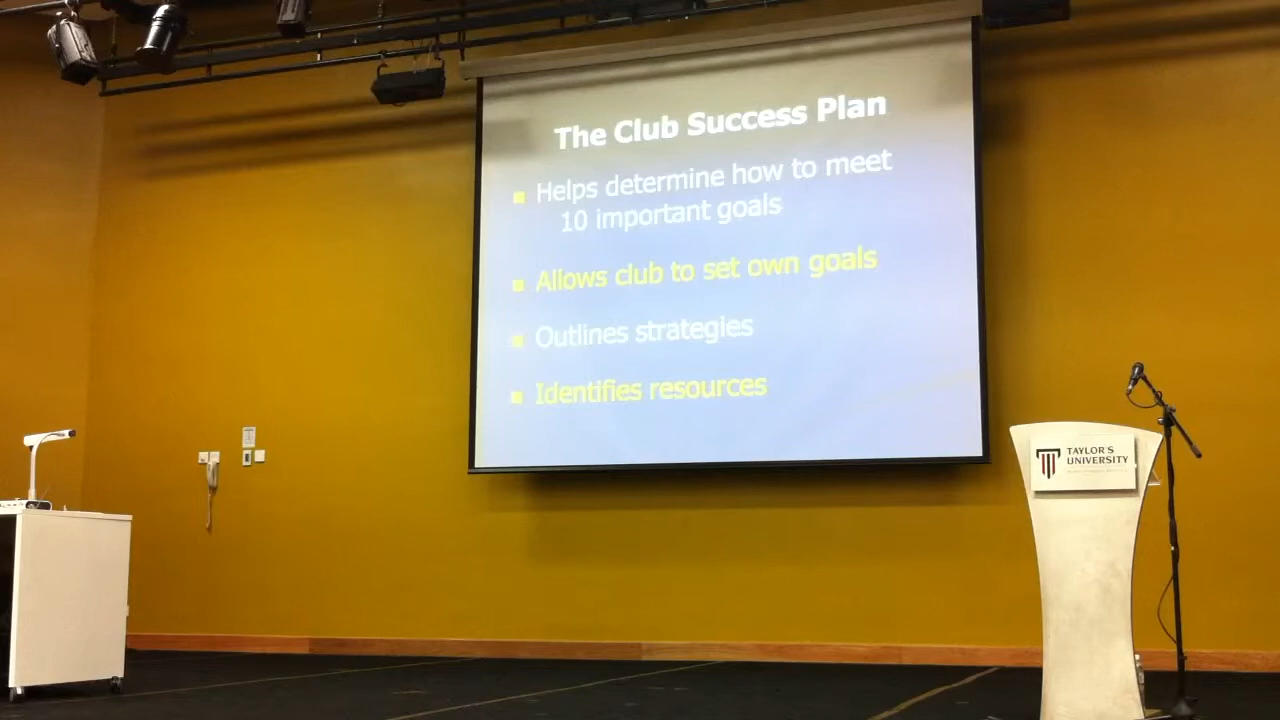 The Club Success Plan
Helps determine how to meet
10 important goals
Allows club to set own goals
Outlines strategies
Identifies resources
TAYLOR'S
UNIVERSITY